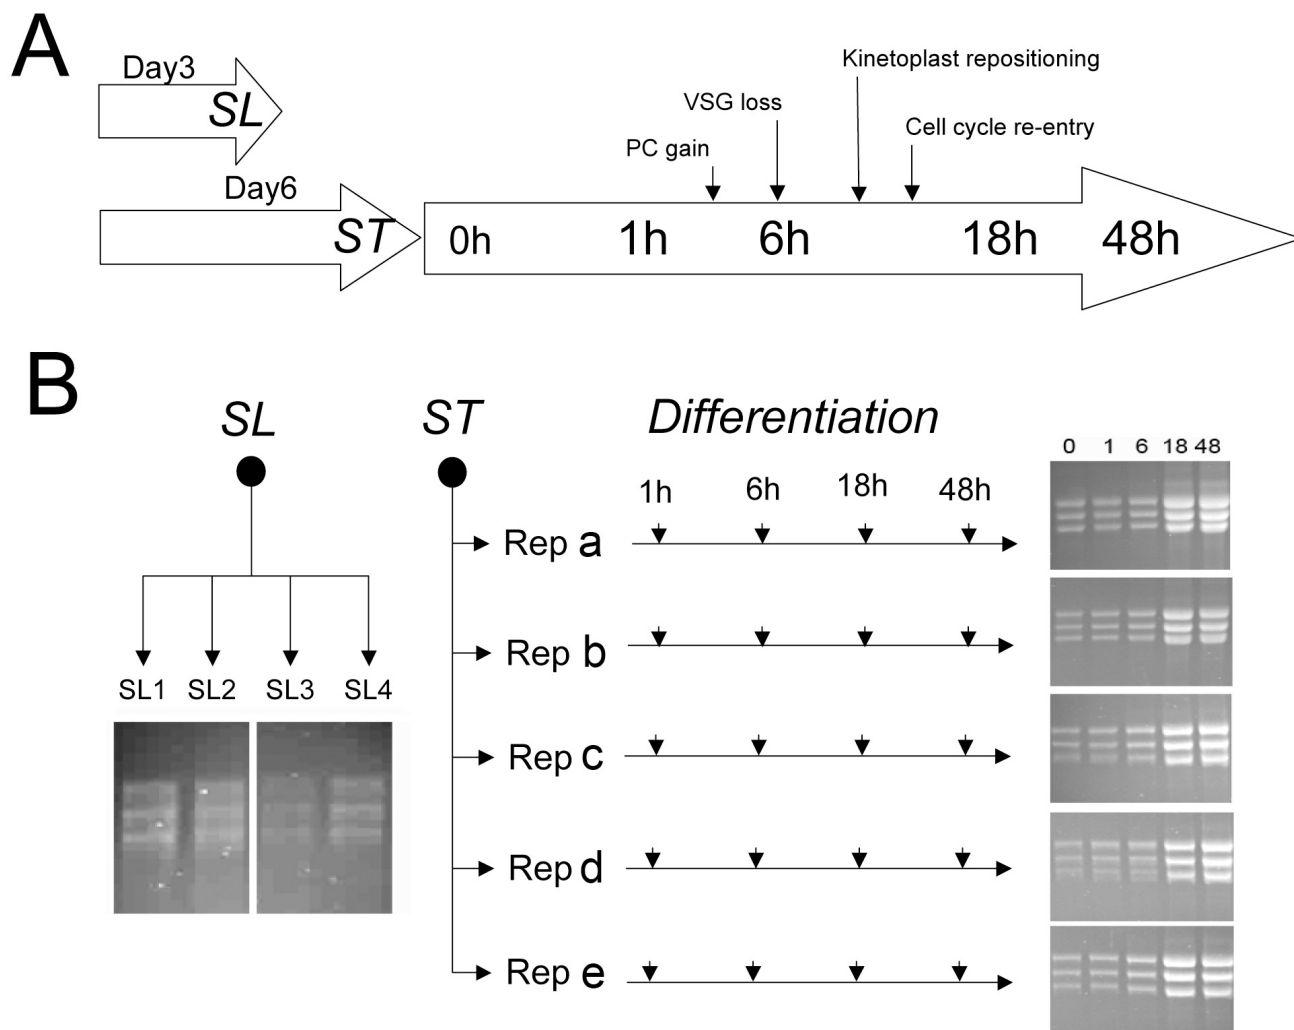 A
Day3
SL
Day6
ST
Kinetoplast repositioning
VSG loss
Cell cycle re-entry
PC gain
0h 1h 6h 18h 48h
B
SL ST Differentiation
0 1 6 18 48
1h 6h 18h 48h
Rep a
Rep b
SL1 SL2 SL3 SL4
Rep c
Rep d
Rep e